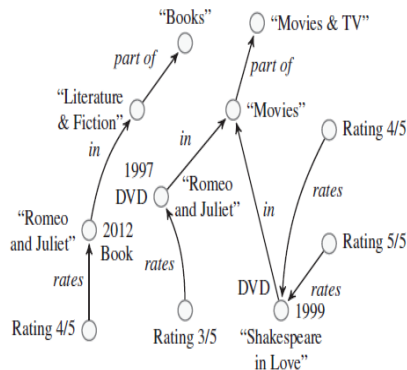 “Books”
“Movies & TV”
part of
part of
“Literature
& Fiction”
“Movies”
Rating 4/5
in
in
1997
DVD
“Romeo
and Juliet”
rates
in
“Romeo
and Juliet”
2012
Book
Rating 5/5
rates
rates
DVD
rates
1999
Rating 4/5
Rating 3/5
“Shakespeare
in Love”